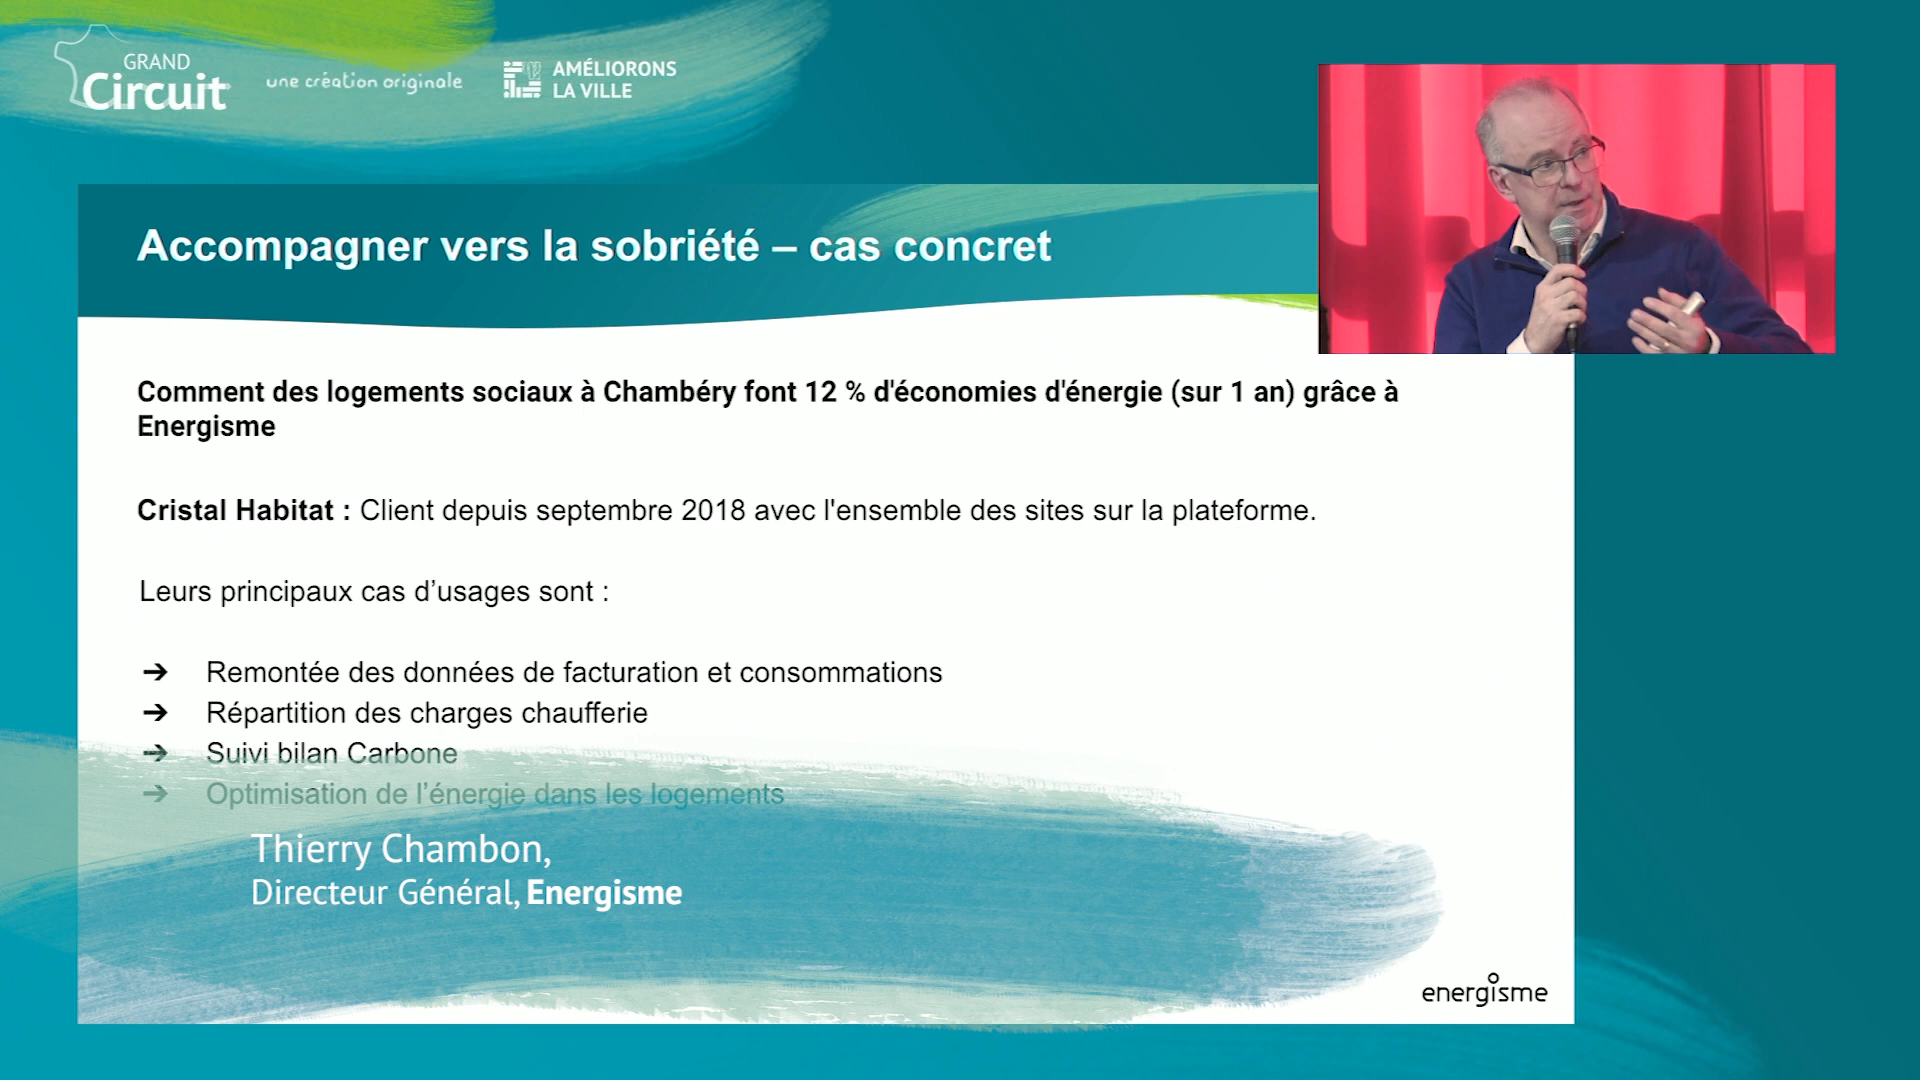 GRAND
Circuit
une création originale
AMÉLIORONS
LA VILLE
Accompagner vers la sobriété – cas concret
Comment des logements sociaux à Chambéry font 12 % d'économies d'énergie (sur 1 an) grâce à
Energisme
Cristal Habitat : Client depuis septembre 2018 avec l'ensemble des sites sur la plateforme.
Leurs principaux cas d’usages sont :
➔ Remontée des données de facturation et consommations
➔ Répartition des charges chaufferie
➔ Suivi bilan Carbone
➔ Optimisation de l’énergie dans les logements
Thierry Chambon,
Directeur Général, Energisme
energisme